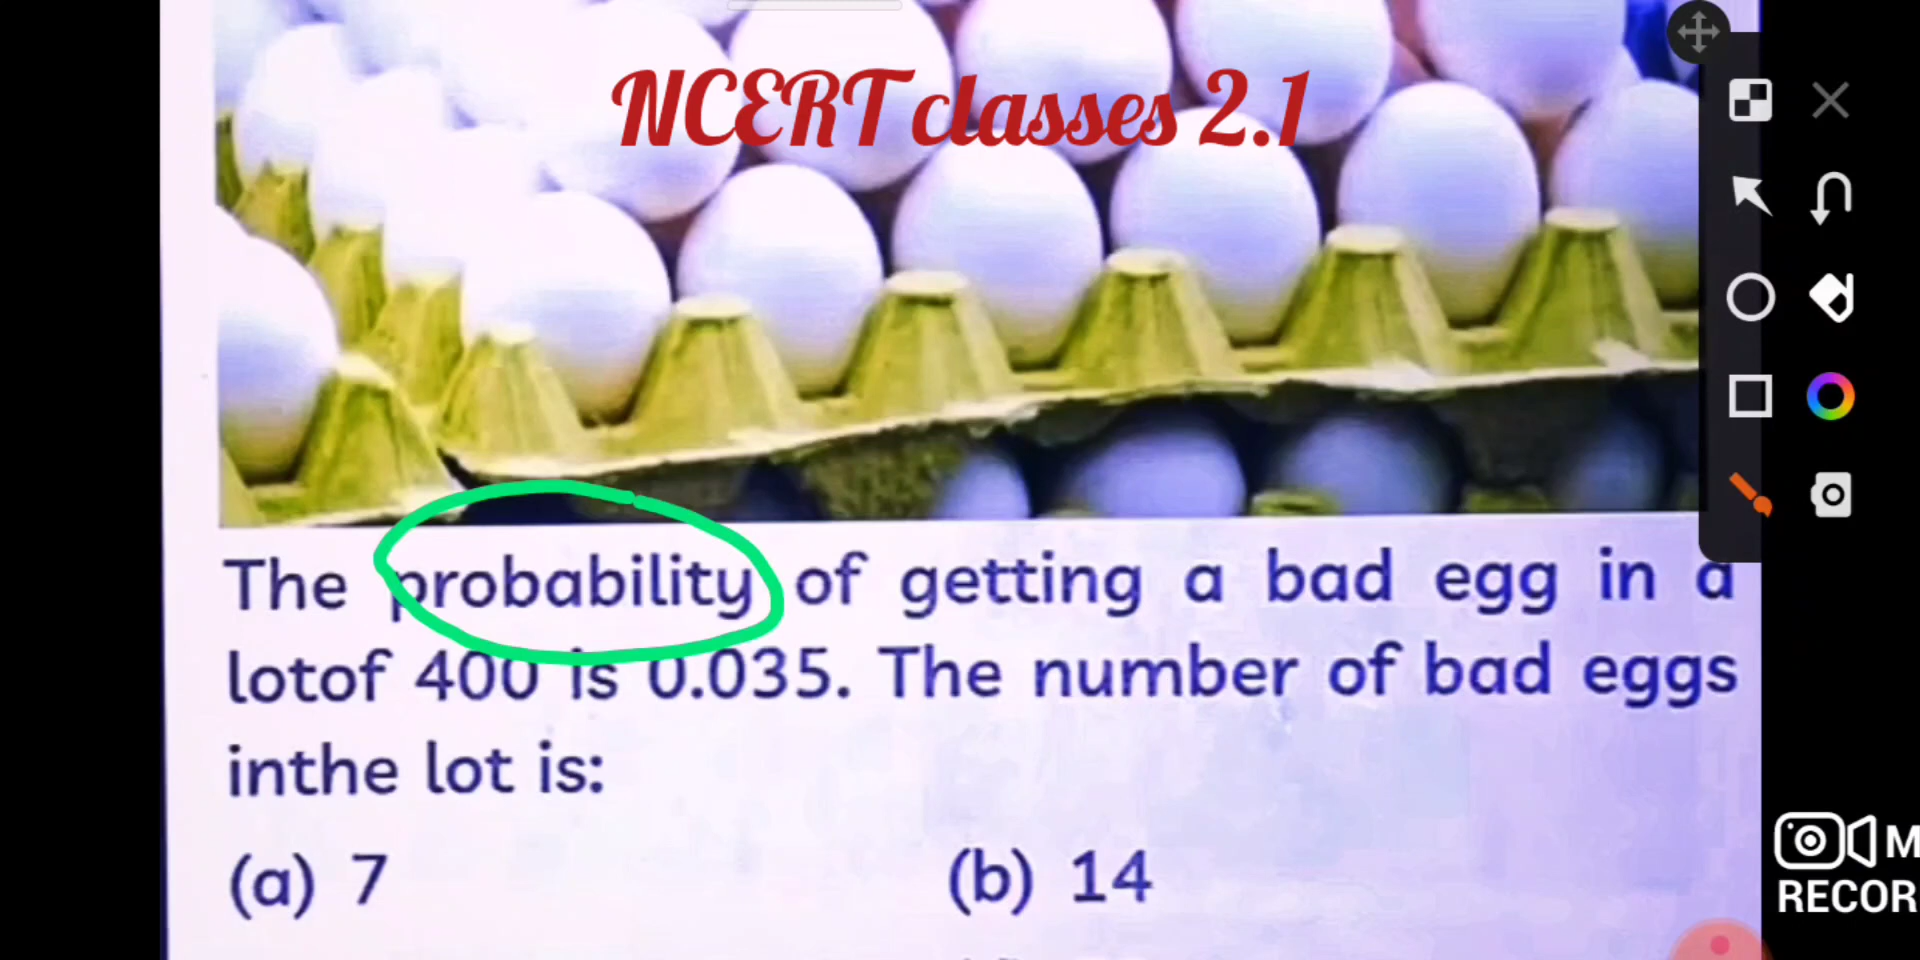 NCERT classes 2.1
The probability of getting a bad egg in a
lotof 400 is 0.035. The number of bad eggs
inthe lot is:
(a) 7
(b) 14
M
RECOR